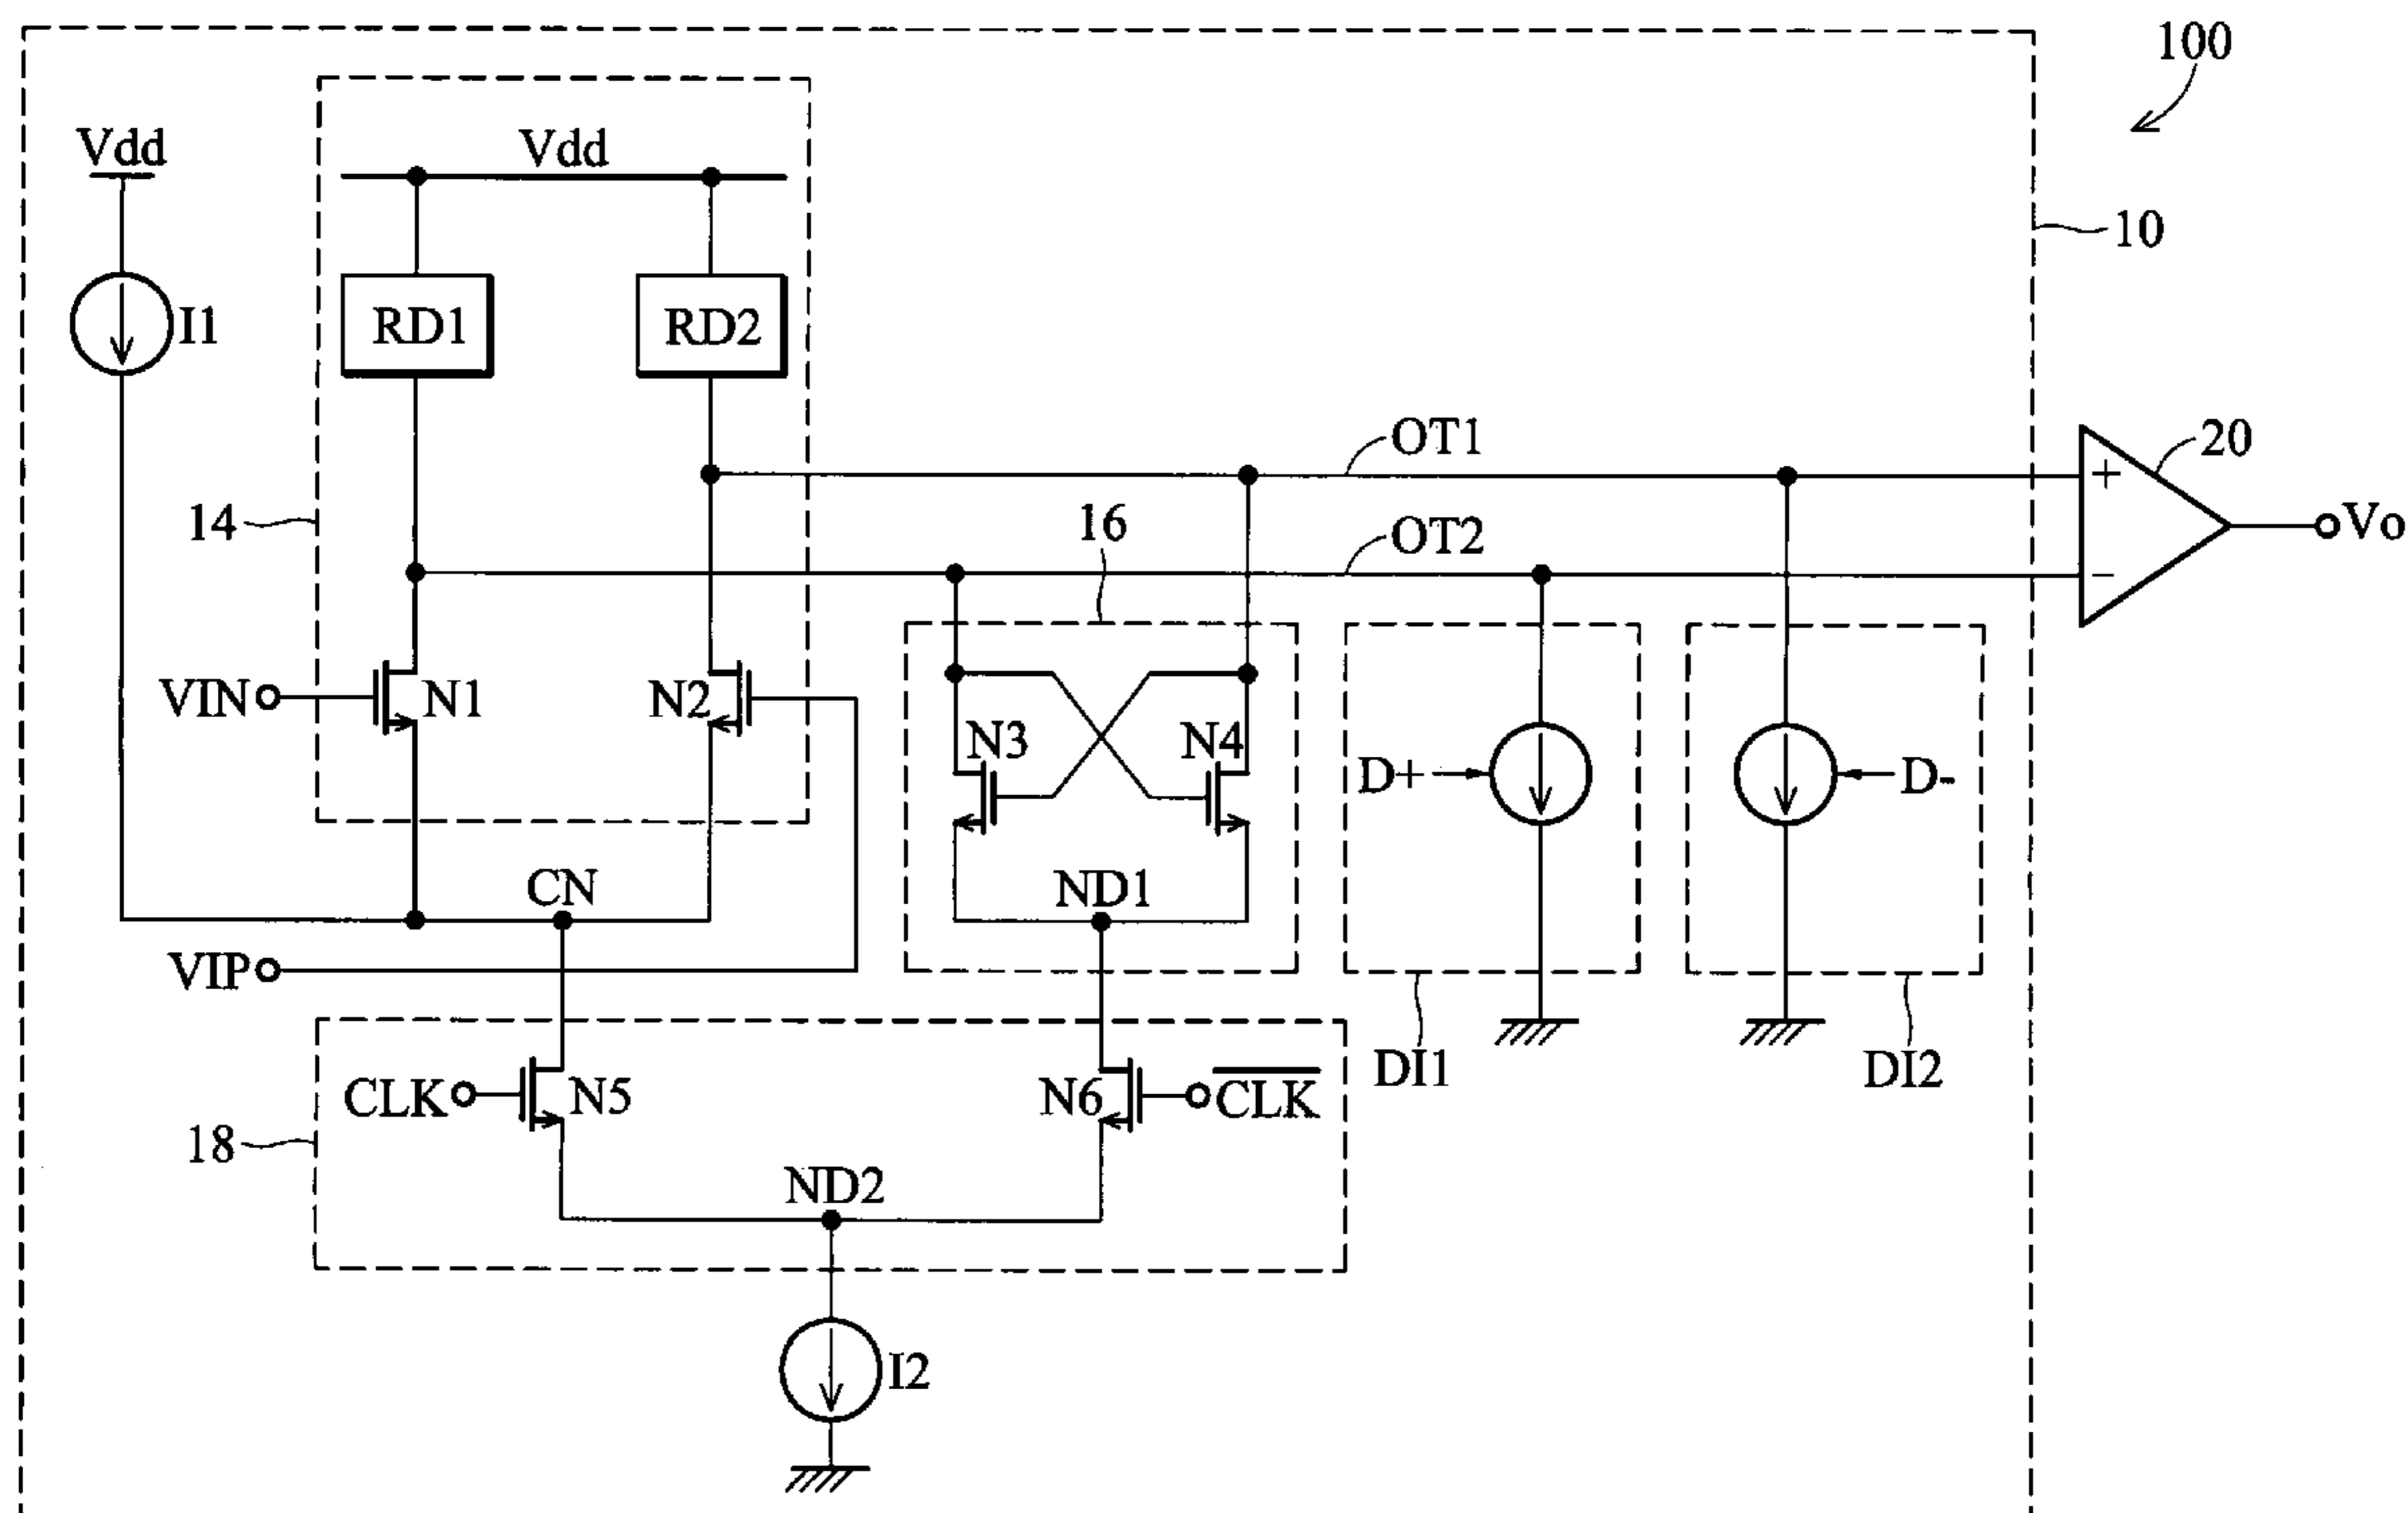 100
Vdd
Vdd
10
I1
RD1
RD2
OT1
20
+
Vo
14
16
OT2
−
VIN
N1
N2
N3
N4
D+
D-
CN
ND1
VIP
CLK
N5
N6
CLK
DI1
DI2
18
ND2
I2